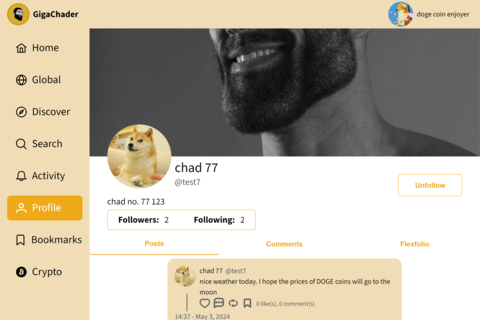 GigaChader
doge coin enjoyer
Home
Global
Discover
Search
Activity
Profile
Bookmarks
Crypto
chad 77
@test7
Unfollow
chad no. 77 123
Followers: 2 Following: 2
Posts Comments Flexfolio
chad 77 @test7
nice weather today. I hope the prices of DOGE coins will go to the
moon
0 like(s), 0 comment(s)
14:37 - May 3, 2024